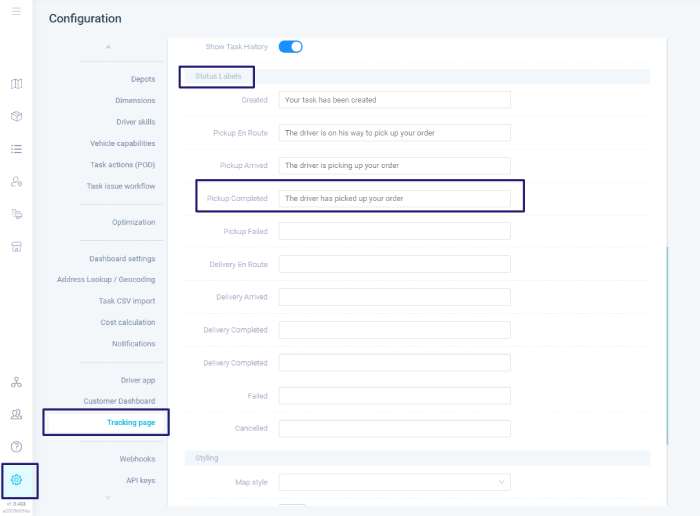 Configuration
Depots
Dimensions
Driver skills
Vehicle capabilities
Task actions (POD)
Task issue workflow
Optimization
Dashboard settings
Address Lookup / Geocoding
Task CSV import
Cost calculation
Notifications
Driver app
Customer Dashboard
Tracking page
Webhooks
API keys
Show Task History
Status Labels
Created Your task has been created
Pickup En Route The driver is on his way to pick up your order
Pickup Arrived The driver is picking up your order
Pickup Completed The driver has picked up your order
Pickup Failed
Delivery En Route
Delivery Arrived
Delivery Completed
Delivery Completed
Failed
Cancelled
Styling
Map style